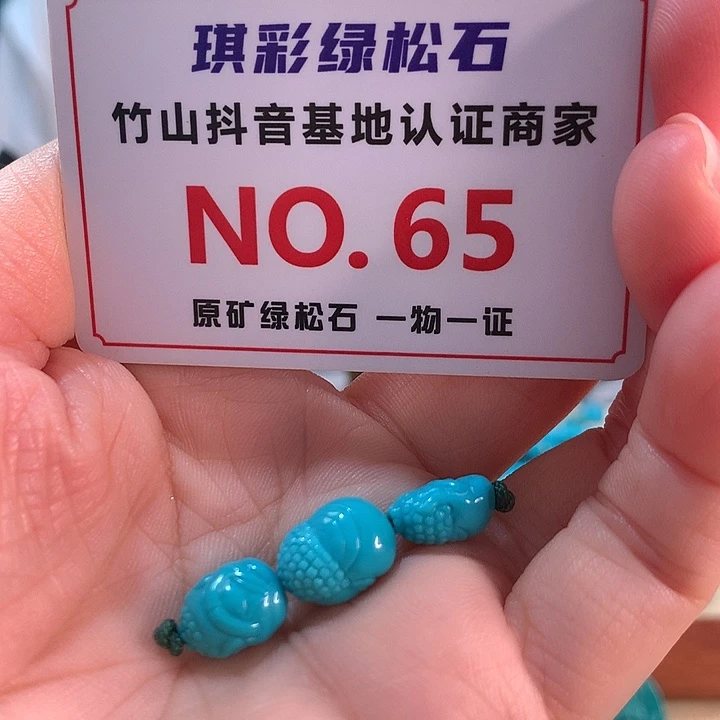 琪彩绿松石
竹山抖音基地认证商家
NO.65
原矿绿松石 一物一证